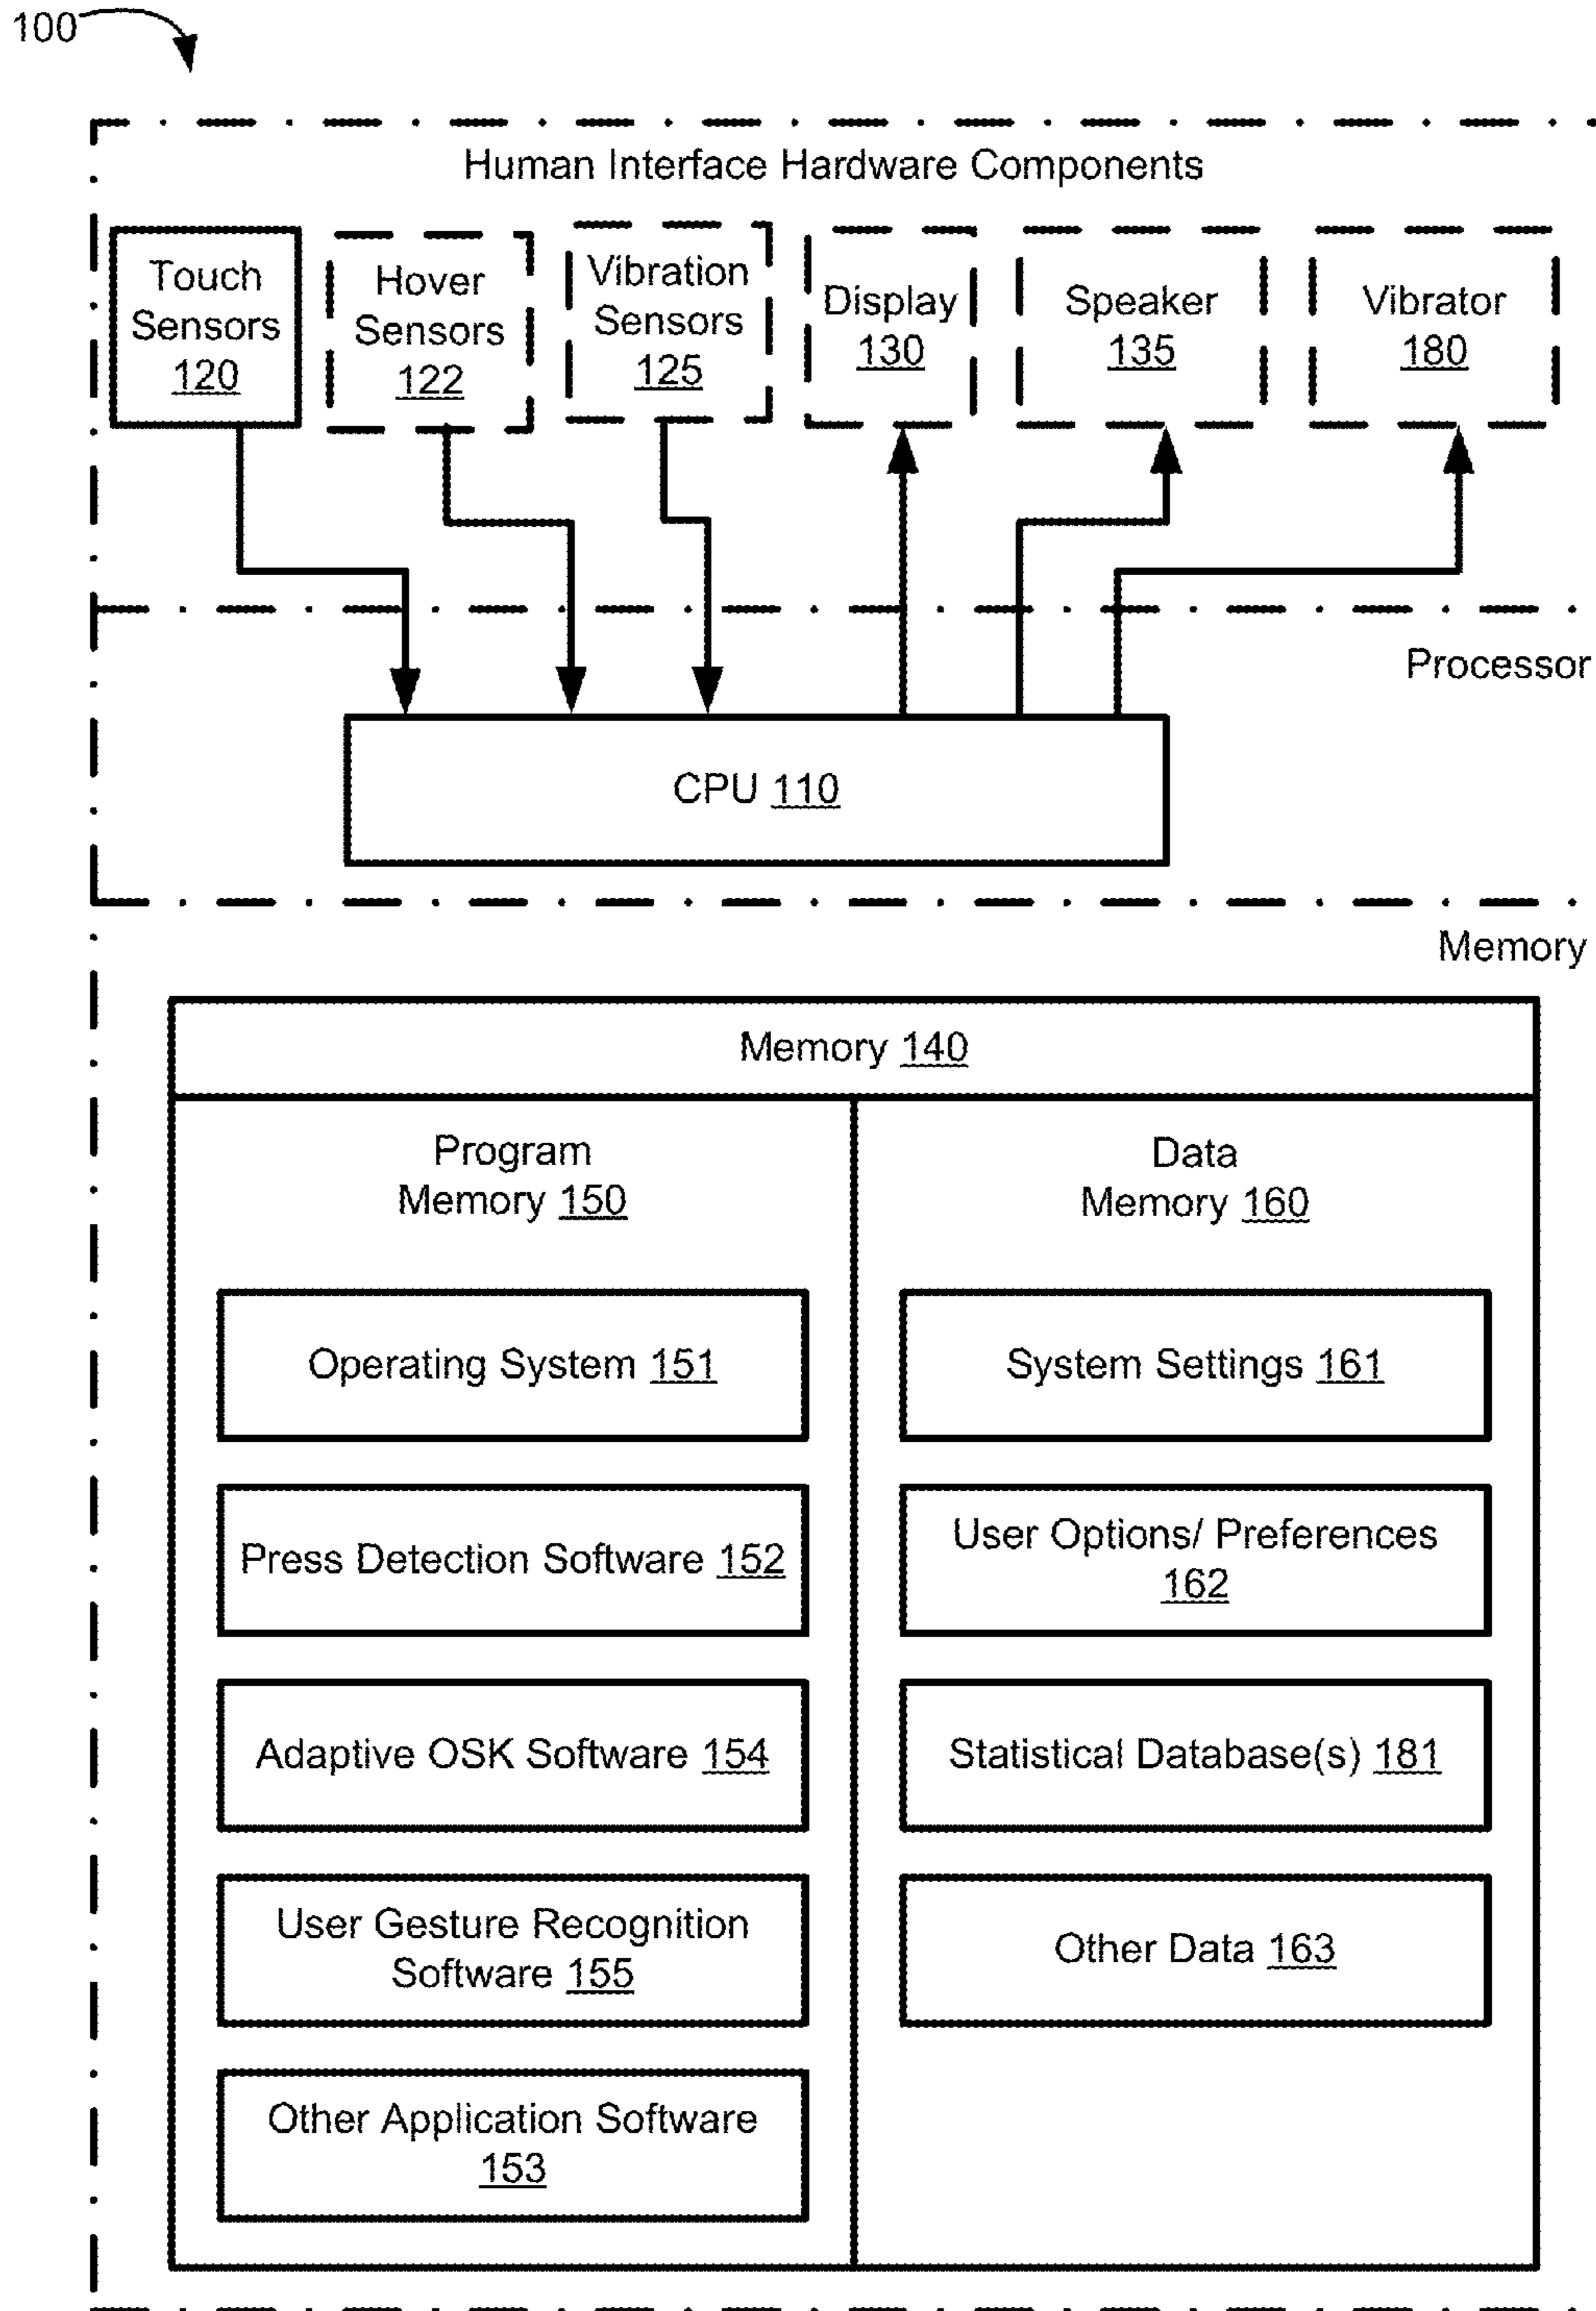 100
Human Interface Hardware Components
Touch
Sensors
120
Hover
Sensors
122
Vibration
Sensors
125
Display
130
Speaker
135
Vibrator
180
Processor
CPU 110
Memory
Memory 140
Program
Memory 150
Operating System 151
Press Detection Software 152
Adaptive OSK Software 154
User Gesture Recognition
Software 155
Other Application Software
153
Data
Memory 160
System Settings 161
User Options/ Preferences
162
Statistical Database(s) 181
Other Data 163